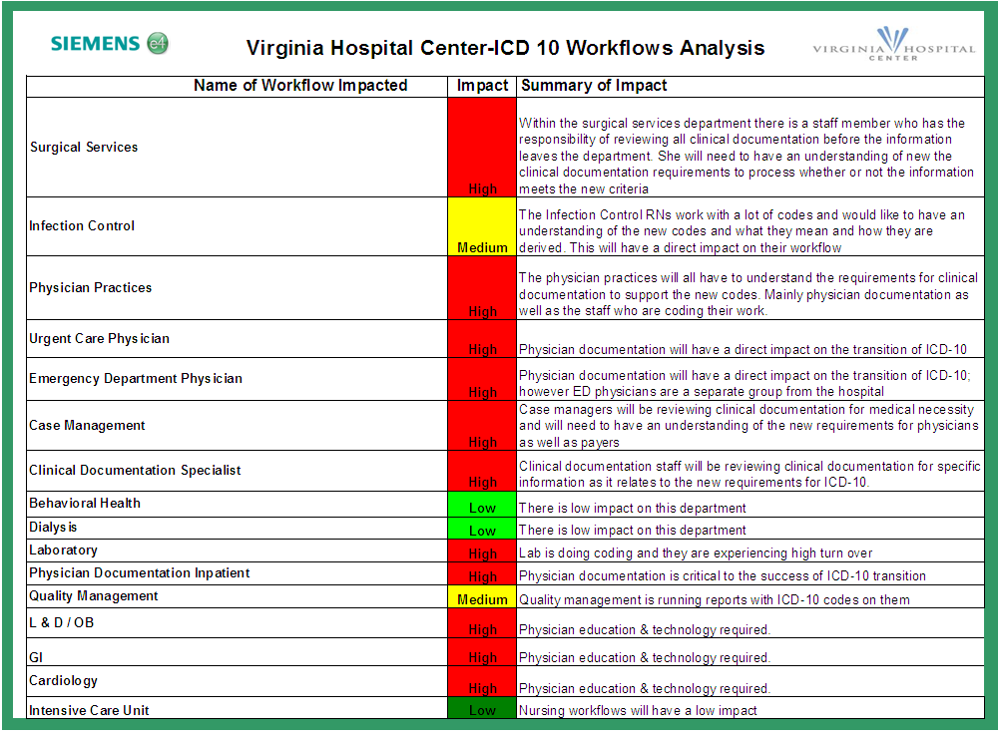 SIEMENS e4
Virginia Hospital Center-ICD 10 Workflows Analysis
VIRGINIA HOSPITAL
CENTER
Name of Workflow Impacted Impact Summary of Impact
Surgical Services
High
Within the surgical services department there is a staff member who has the
responsibility of reviewing all clinical documentation before the information
leaves the department. She will need to have an understanding of new the
clinical documentation requirements to process whether or not the information
meets the new criteria
Infection Control
Medium
The Infection Control RNs work with a lot of codes and would like to have an
understanding of the new codes and what they mean and how they are
derived. This will have a direct impact on their workflow
Physician Practices
High
The physician practices will all have to understand the requirements for clinical
documentation to support the new codes. Mainly physician documentation as
well as the staff who are coding their work.
Urgent Care Physician
High
Physician documentation will have a direct impact on the transition of ICD-10
Emergency Department Physician
High
Physician documentation will have a direct impact on the transition of ICD-10;
however ED physicians are a separate group from the hospital
Case Management
High
Case managers will be reviewing clinical documentation for medical necessity
and will need to have an understanding of the new requirements for physicians
as well as payers
Clinical Documentation Specialist
High
Clinical documentation staff will be reviewing clinical documentation for specific
information as it relates to the new requirements for ICD-10.
Behavioral Health
Low
There is low impact on this department
Dialysis
Low
There is low impact on this department
Laboratory
High
Lab is doing coding and they are experiencing high turn over
Physician Documentation Inpatient
High
Physician documentation is critical to the success of ICD-10 transition
Quality Management
Medium
Quality management is running reports with ICD-10 codes on them
L & D / OB
High
Physician education & technology required.
GI
High
Physician education & technology required.
Cardiology
High
Physician education & technology required.
Intensive Care Unit
Low
Nursing workflows will have a low impact